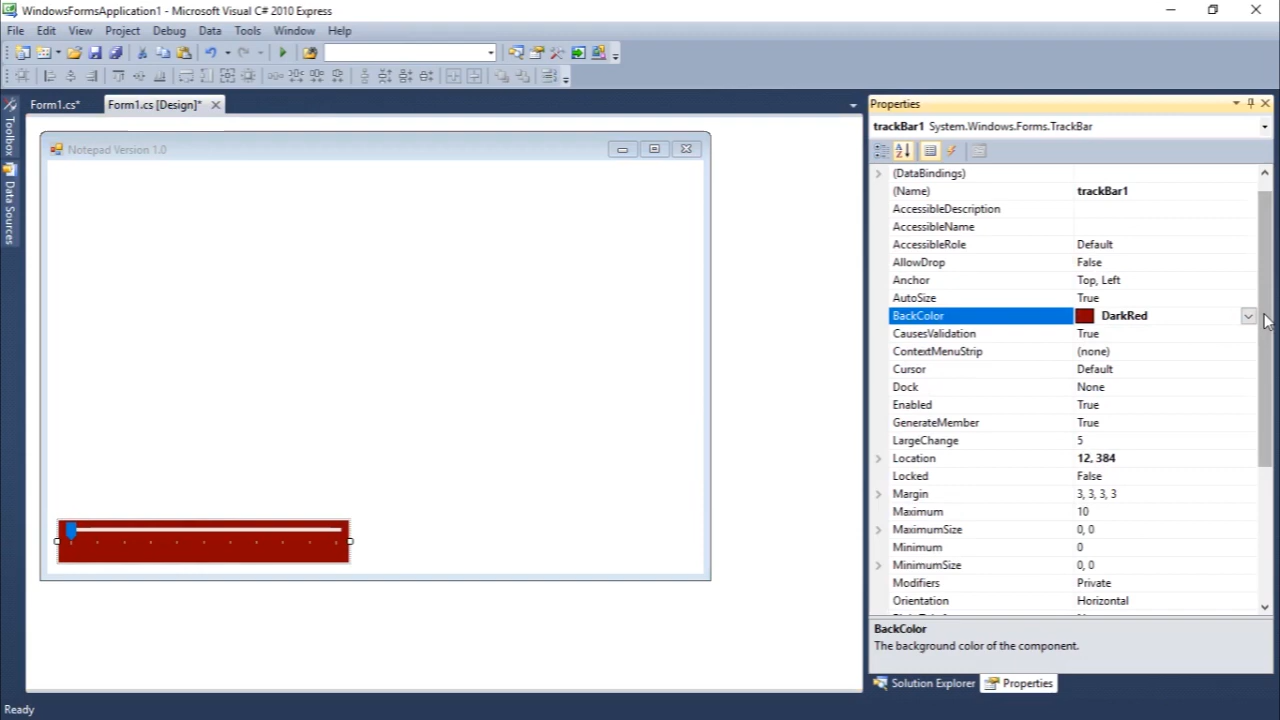 WindowsFormsApplication1 - Microsoft Visual C# 2010 Express
File Edit View Project Debug Data Tools Window Help
Form1.cs* Form1.cs [Design]*
Toolbox
Data Sources
Notepad Version 1.0
Properties
trackBar1 System.Windows.Forms.TrackBar
(DataBindings)
(Name) trackBar1
AccessibleDescription
AccessibleName
AccessibleRole Default
AllowDrop False
Anchor Top, Left
AutoSize True
BackColor DarkRed
CausesValidation True
ContextMenuStrip (none)
Cursor Default
Dock None
Enabled True
GenerateMember True
LargeChange 5
Location 12, 384
Locked False
Margin 3, 3, 3, 3
Maximum 10
MaximumSize 0, 0
Minimum 0
MinimumSize 0, 0
Modifiers Private
Orientation Horizontal
BackColor
The background color of the component.
Solution Explorer Properties
Ready